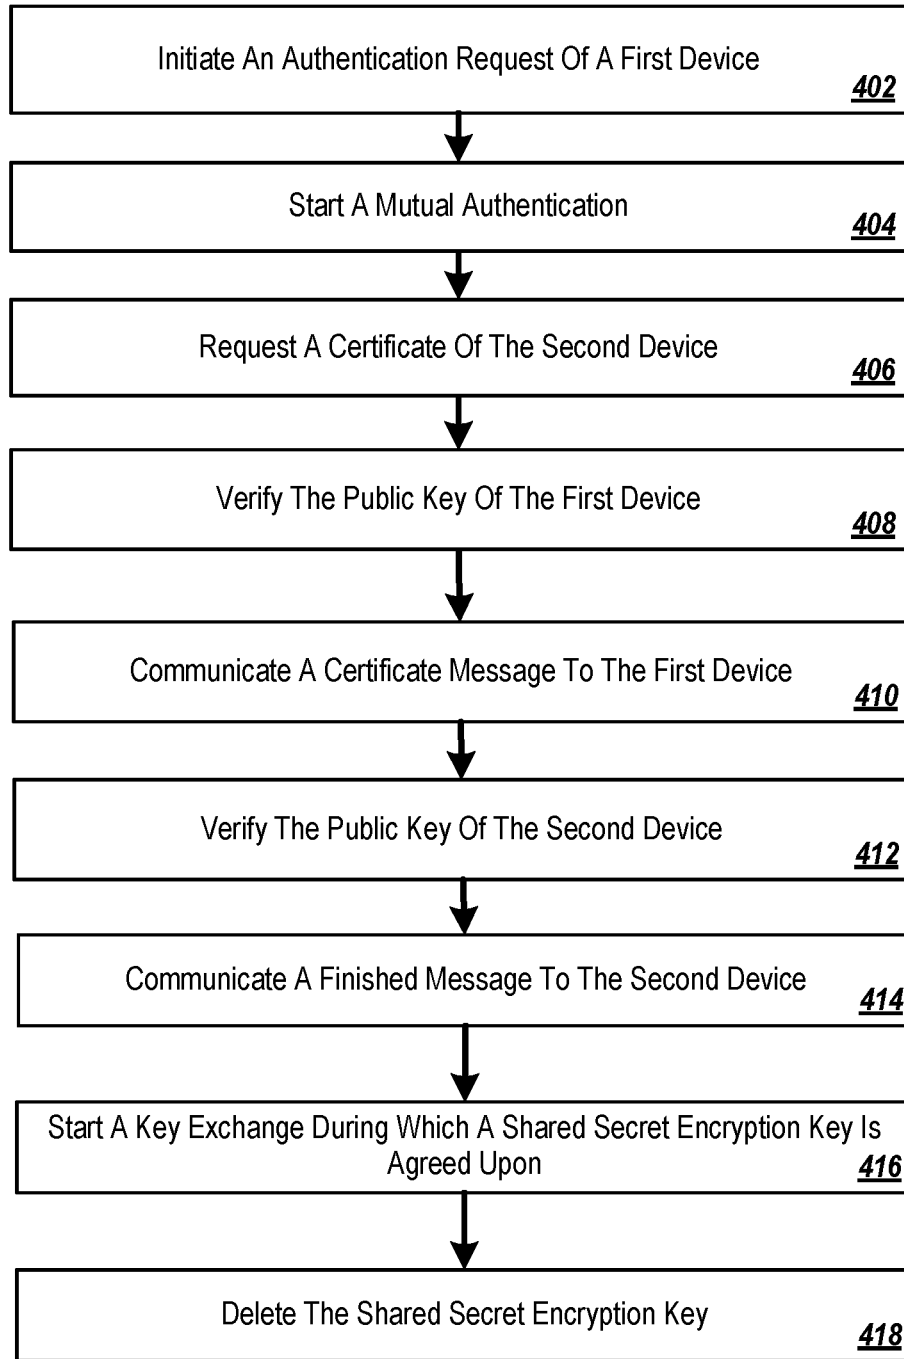 Initiate An Authentication Request Of A First Device
402
Start A Mutual Authentication
404
Request A Certificate Of The Second Device
406
Verify The Public Key Of The First Device
408
Communicate A Certificate Message To The First Device
410
Verify The Public Key Of The Second Device
412
Communicate A Finished Message To The Second Device
414
Start A Key Exchange During Which A Shared Secret Encryption Key Is
Agreed Upon
416
Delete The Shared Secret Encryption Key
418